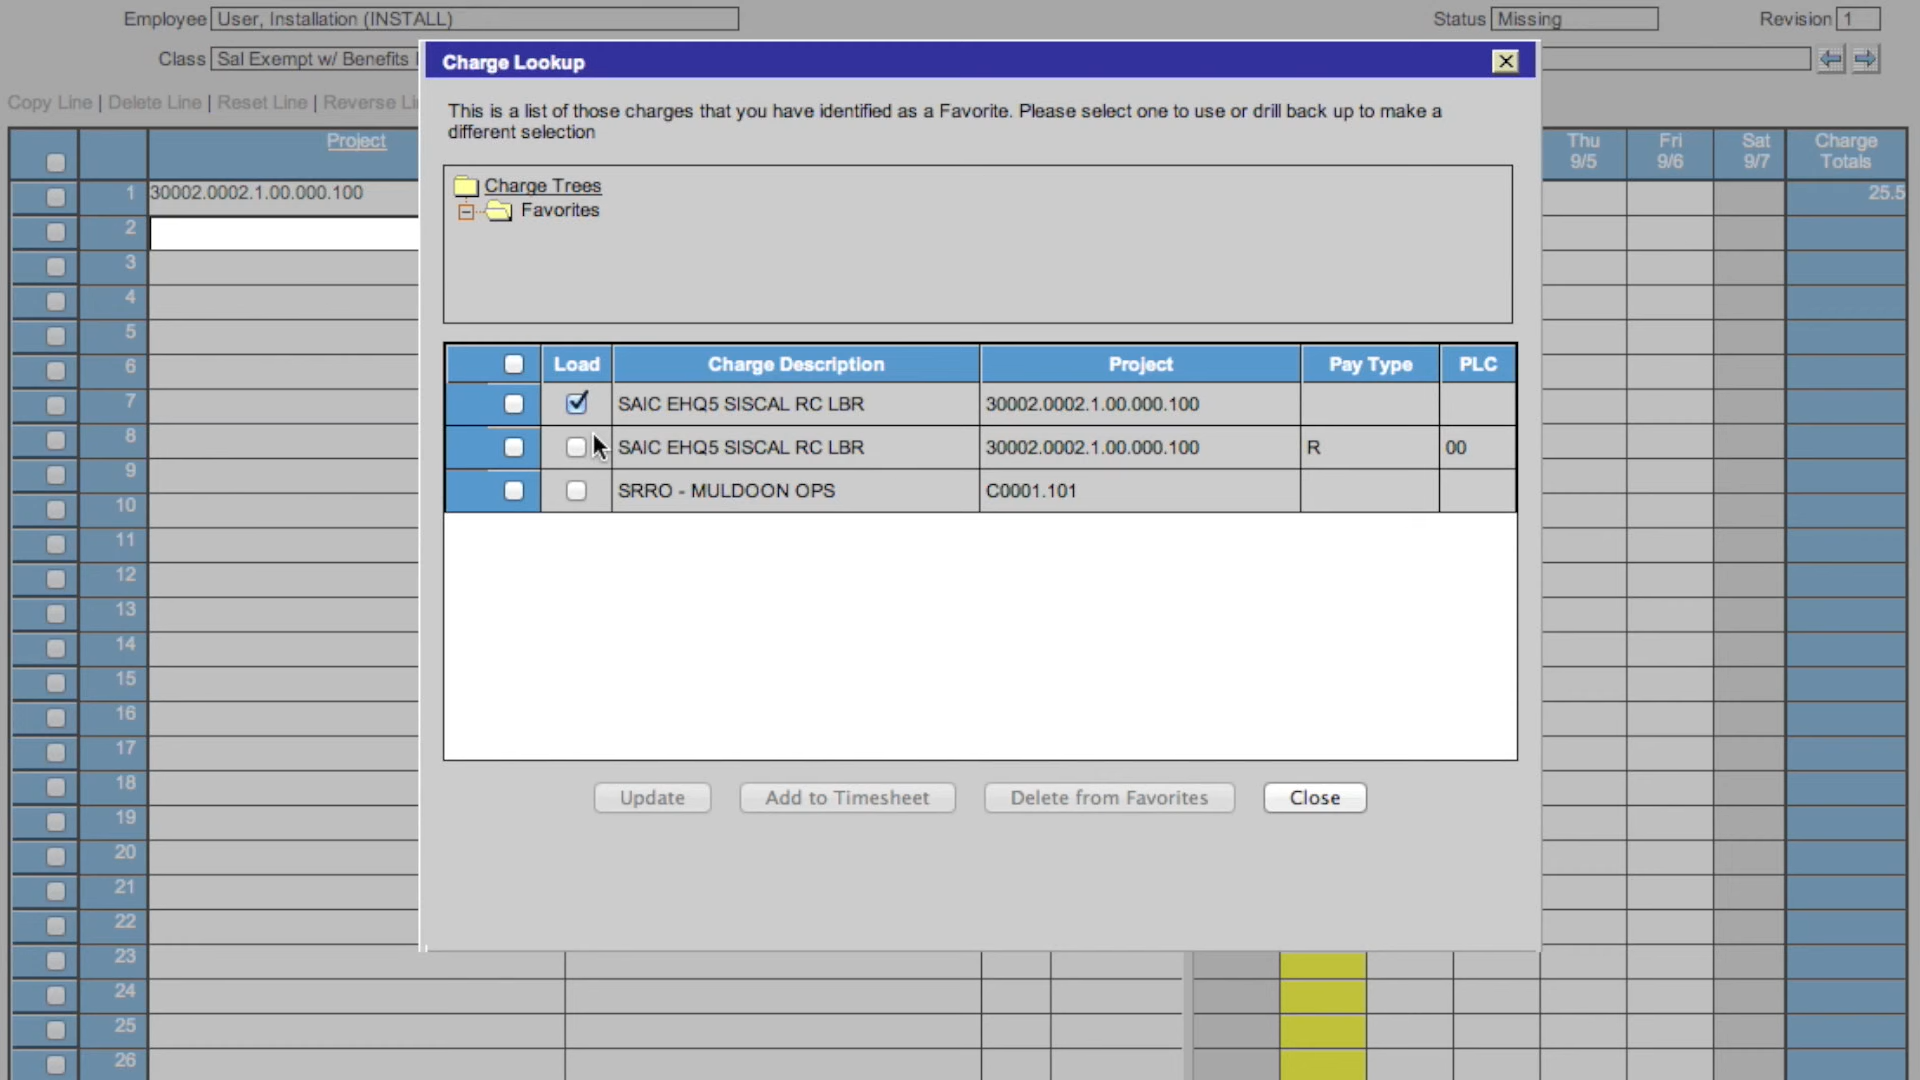 Employee User, Installation (INSTALL) Status Missing Revision 1
Class Sal Exempt w/ Benefits
Copy Line | Delete Line | Reset Line | Reverse
Charge Lookup
This is a list of those charges that you have identified as a Favorite. Please select one to use or drill back up to make a
different selection
Charge Trees
Favorites
Load Charge Description Project Pay Type PLC
SAIC EHQ5 SISCAL RC LBR 30002.0002.1.00.000.100
SAIC EHQ5 SISCAL RC LBR 30002.0002.1.00.000.100 R 00
SRRO - MULDOON OPS C0001.101
Update Add to Timesheet Delete from Favorites Close
Project Thu 9/5 Fri 9/6 Sat 9/7 Charge Totals
1 30002.0002.1.00.000.100 25.5
2
3
4
5
6
7
8
9
10
11
12
13
14
15
16
17
18
19
20
21
22
23
24
25
26